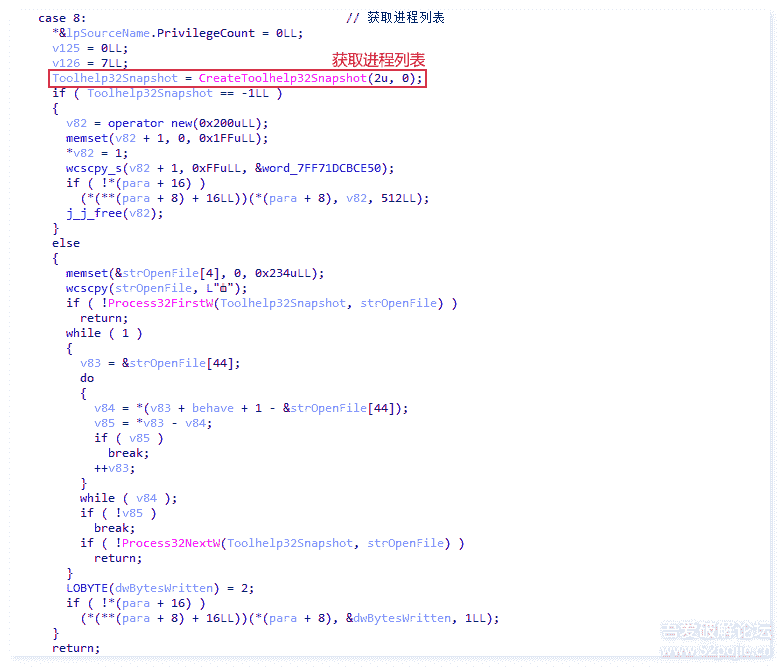 case 8:                                     // 获取进程列表
  *&lpSourceName.PrivilegeCount = 0LL;
  v125 = 0LL;
  v126 = 7LL;
获取进程列表
  Toolhelp32Snapshot = CreateToolhelp32Snapshot(2u, 0);
  if ( Toolhelp32Snapshot == -1LL )
  {
    v82 = operator new(0x200uLL);
    memset(v82 + 1, 0, 0x1FFuLL);
    *v82 = 1;
    wcscpy_s(v82 + 1, 0xFFuLL, &word_7FF71DCBCE50);
    if ( !*(para + 16) )
      (*(**(para + 8) + 16LL))(*(para + 8), v82, 512LL);
    j_j_free(v82);
  }
  else
  {
    memset(&strOpenFile[4], 0, 0x234uLL);
    wcscpy(strOpenFile, L"");
    if ( !Process32FirstW(Toolhelp32Snapshot, strOpenFile) )
      return;
    while ( 1 )
    {
      v83 = &strOpenFile[44];
      do
      {
        v84 = *(v83 + behave + 1 - &strOpenFile[44]);
        v85 = *v83 - v84;
        if ( v85 )
          break;
        ++v83;
      }
      while ( v84 );
      if ( !v85 )
        break;
      if ( !Process32NextW(Toolhelp32Snapshot, strOpenFile) )
        return;
    }
    LOBYTE(dwBytesWritten) = 2;
    if ( !*(para + 16) )
      (*(**(para + 8) + 16LL))(*(para + 8), &dwBytesWritten, 1LL);
  }
  return;
吾爱破解论坛
www.52pojie.cn